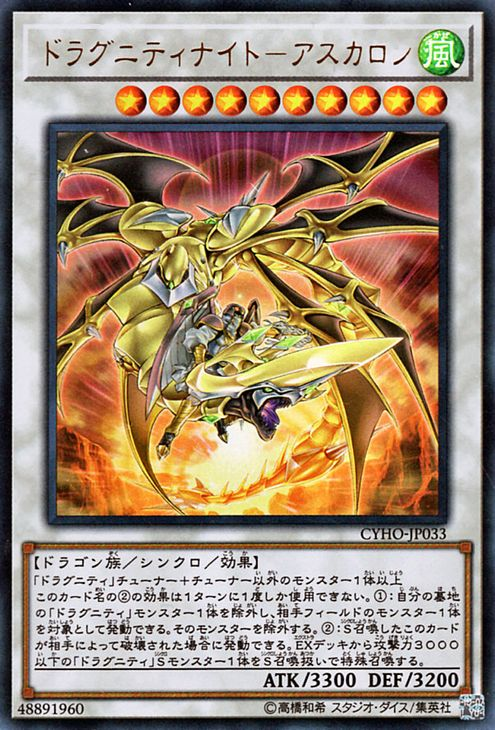 ドラグニティナイト－アスカロン
風
CYHO-JP033
【ドラゴン族／シンクロ／効果】
「ドラグニティ」チューナー＋チューナー以外のモンスター1体以上
このカード名の②の効果は1ターンに1度しか使用できない。①：自分の墓地
の「ドラグニティ」モンスター1体を除外し、相手フィールドのモンスター1体
を対象として発動できる。そのモンスターを除外する。②：S召喚したこのカード
が相手によって破壊された場合に発動できる。EXデッキから攻撃力3000
以下の「ドラグニティ」Sモンスター1体をS召喚扱いで特殊召喚する。
ATK/3300 DEF/3200
48891960 ©高橋和希 スタジオ・ダイス/集英社